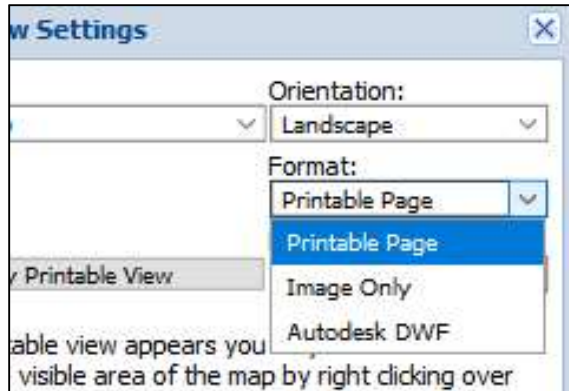 w Settings
Orientation:
Landscape
Format:
Printable Page
Printable Page
Printable View
Image Only
Autodesk DWF
table view appears you
visible area of the map by right clicking over